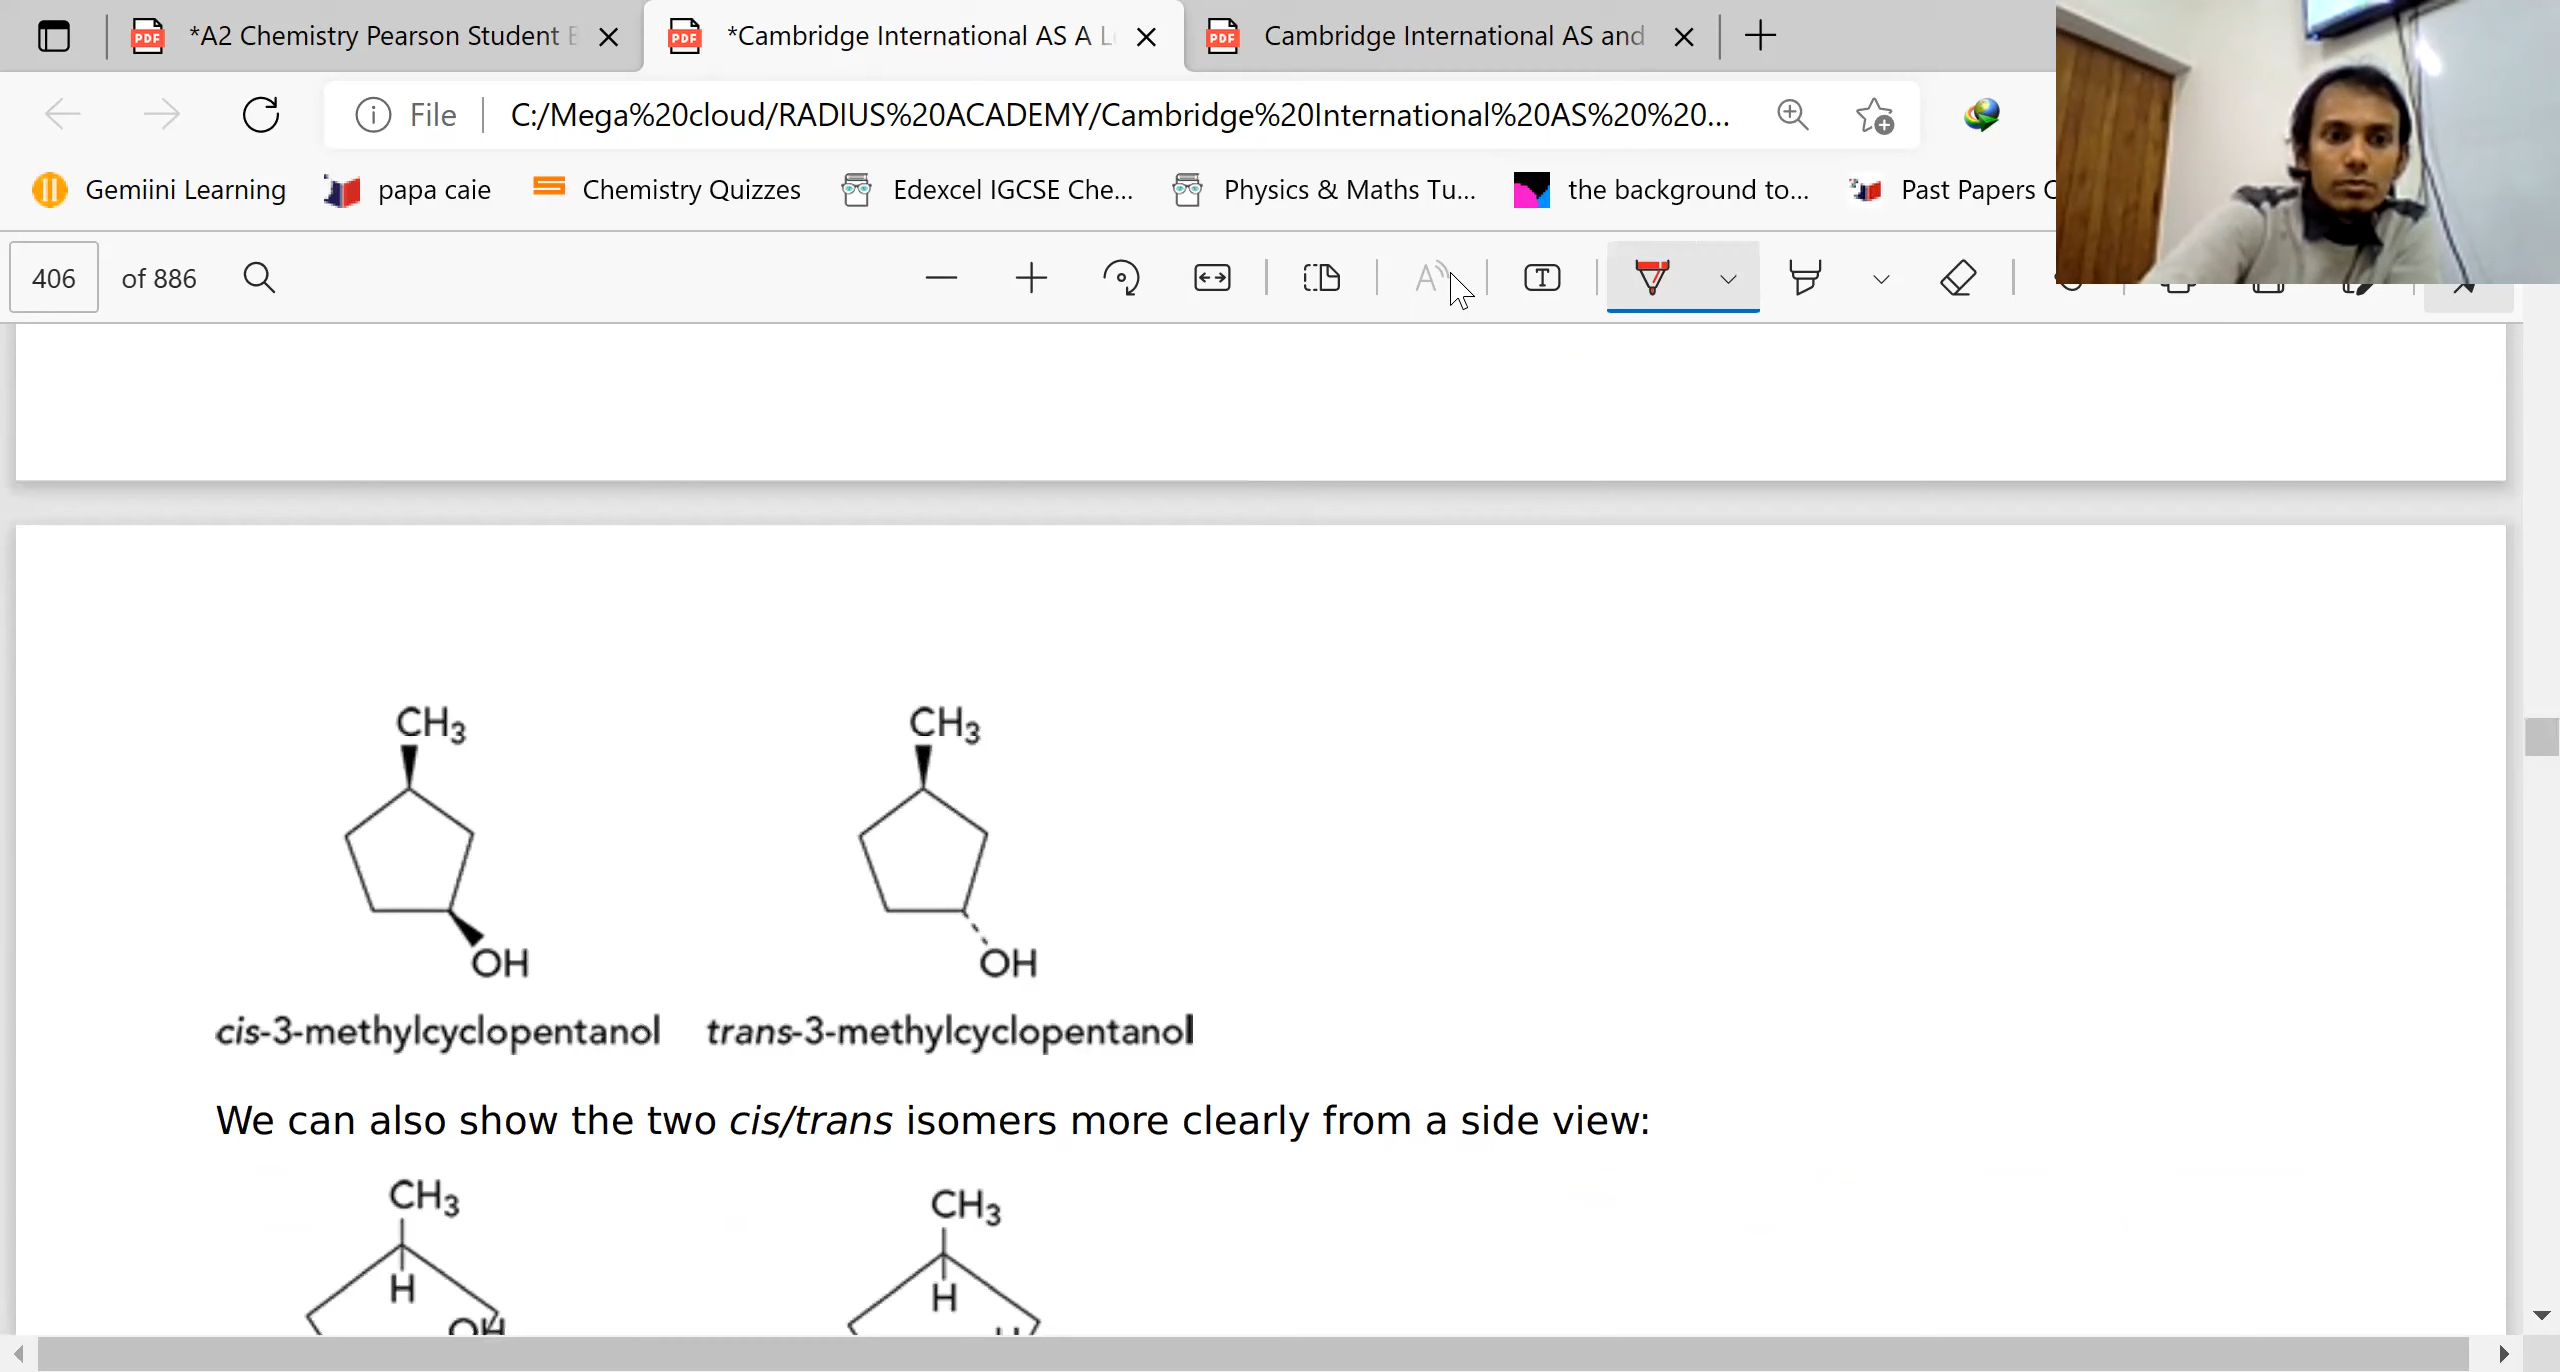 *A2 Chemistry Pearson Student
*Cambridge International AS A L
Cambridge International AS and
File
C:/Mega%20cloud/RADIUS%20ACADEMY/Cambridge%20International%20AS%20%20...
Gemiini Learning
papa caie
Chemistry Quizzes
Edexcel IGCSE Che...
Physics & Maths Tu...
the background to...
Past Papers
406 of 886
CH₃ CH₃
OH OH
cis-3-methylcyclopentanol trans-3-methylcyclopentanol
We can also show the two cis/trans isomers more clearly from a side view:
CH₃ CH₃
H H
OH H